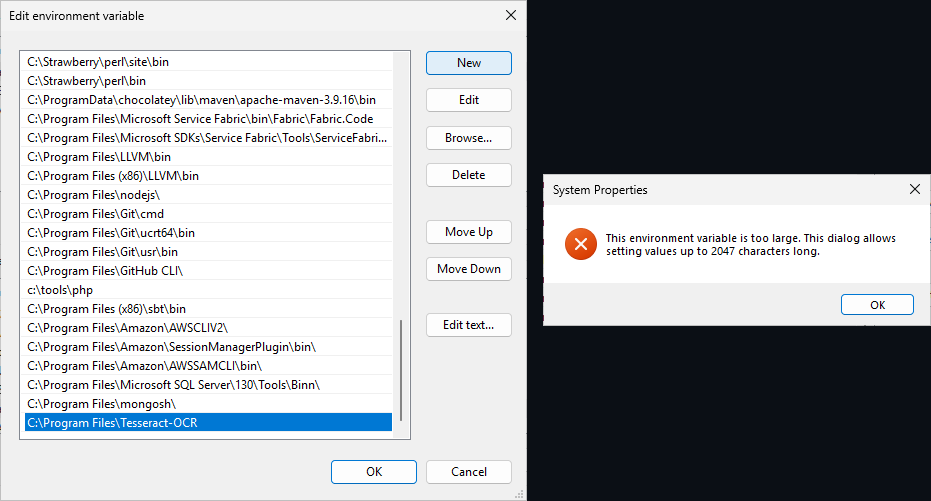 Edit environment variable
C:\Strawberry\perl\site\bin
C:\Strawberry\perl\bin
C:\ProgramData\chocolatey\lib\maven\apache-maven-3.9.16\bin
C:\Program Files\Microsoft Service Fabric\bin\Fabric\Fabric.Code
C:\Program Files\Microsoft SDKs\Service Fabric\Tools\ServiceFabri...
C:\Program Files\LLVM\bin
C:\Program Files (x86)\LLVM\bin
C:\Program Files\nodejs\
C:\Program Files\Git\cmd
C:\Program Files\Git\ucrt64\bin
C:\Program Files\Git\usr\bin
C:\Program Files\GitHub CLI\
c:\tools\php
C:\Program Files (x86)\sbt\bin
C:\Program Files\Amazon\AWSCLIV2\
C:\Program Files\Amazon\SessionManagerPlugin\bin\
C:\Program Files\Amazon\AWSSAMCLI\bin\
C:\Program Files\Microsoft SQL Server\130\Tools\Binn\
C:\Program Files\mongosh\
C:\Program Files\Tesseract-OCR
New
Edit
Browse...
Delete
Move Up
Move Down
Edit text...
OK
Cancel
System Properties
This environment variable is too large. This dialog allows
setting values up to 2047 characters long.
OK